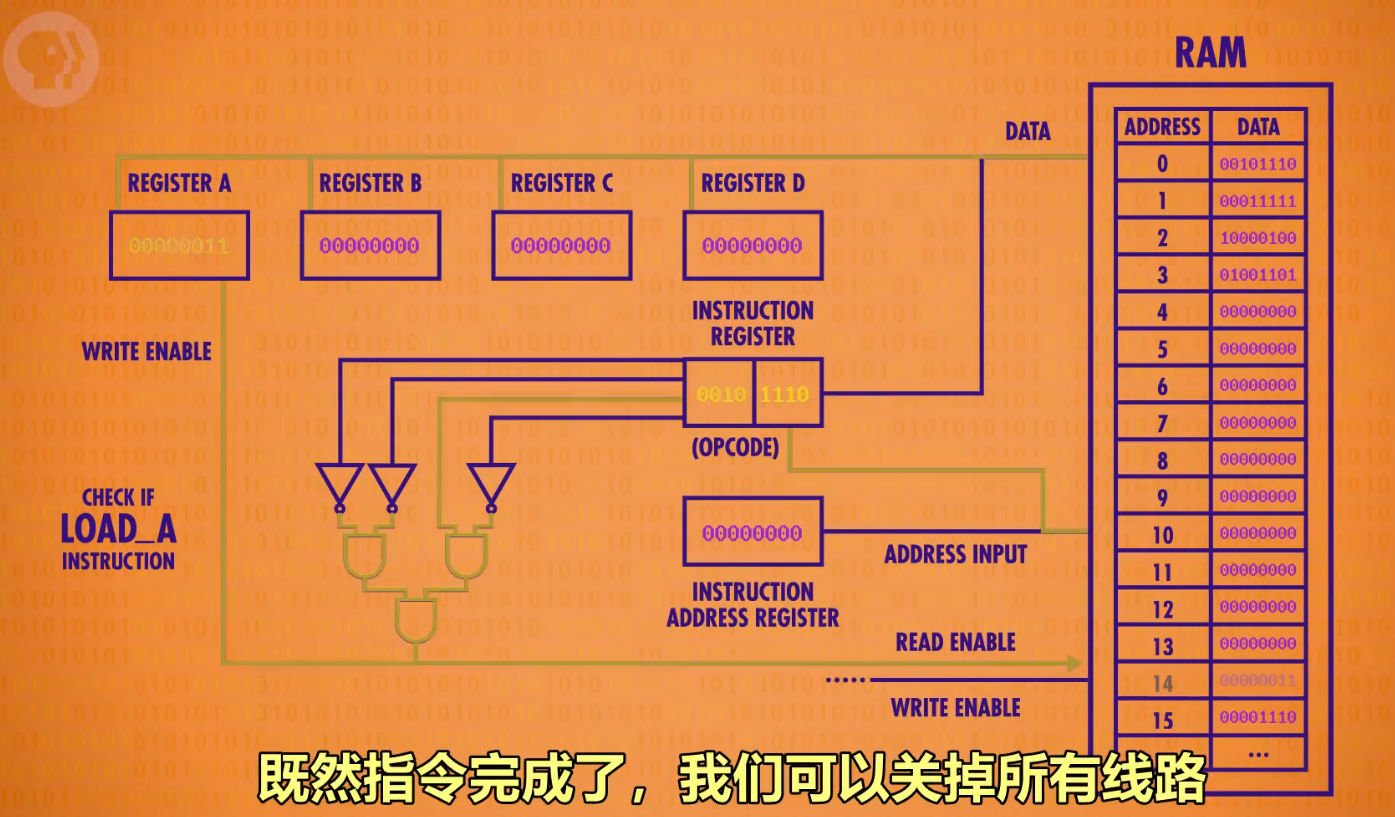 RAM
DATA
ADDRESS DATA
0 00101110
1 00011111
2 10000100
3 01001101
4 00000000
5 00000000
6 00000000
7 00000000
8 00000000
9 00000000
10 00000000
11 00000000
12 00000000
13 00000000
14 00000011
15 00001110
...
REGISTER A
00000011
REGISTER B
00000000
REGISTER C
00000000
REGISTER D
00000000
WRITE ENABLE
INSTRUCTION
REGISTER
0010 1110
(OPCODE)
CHECK IF
LOAD_A
INSTRUCTION
00000000
ADDRESS INPUT
INSTRUCTION
ADDRESS REGISTER
READ ENABLE
WRITE ENABLE
既然指令完成了，我们可以关掉所有线路